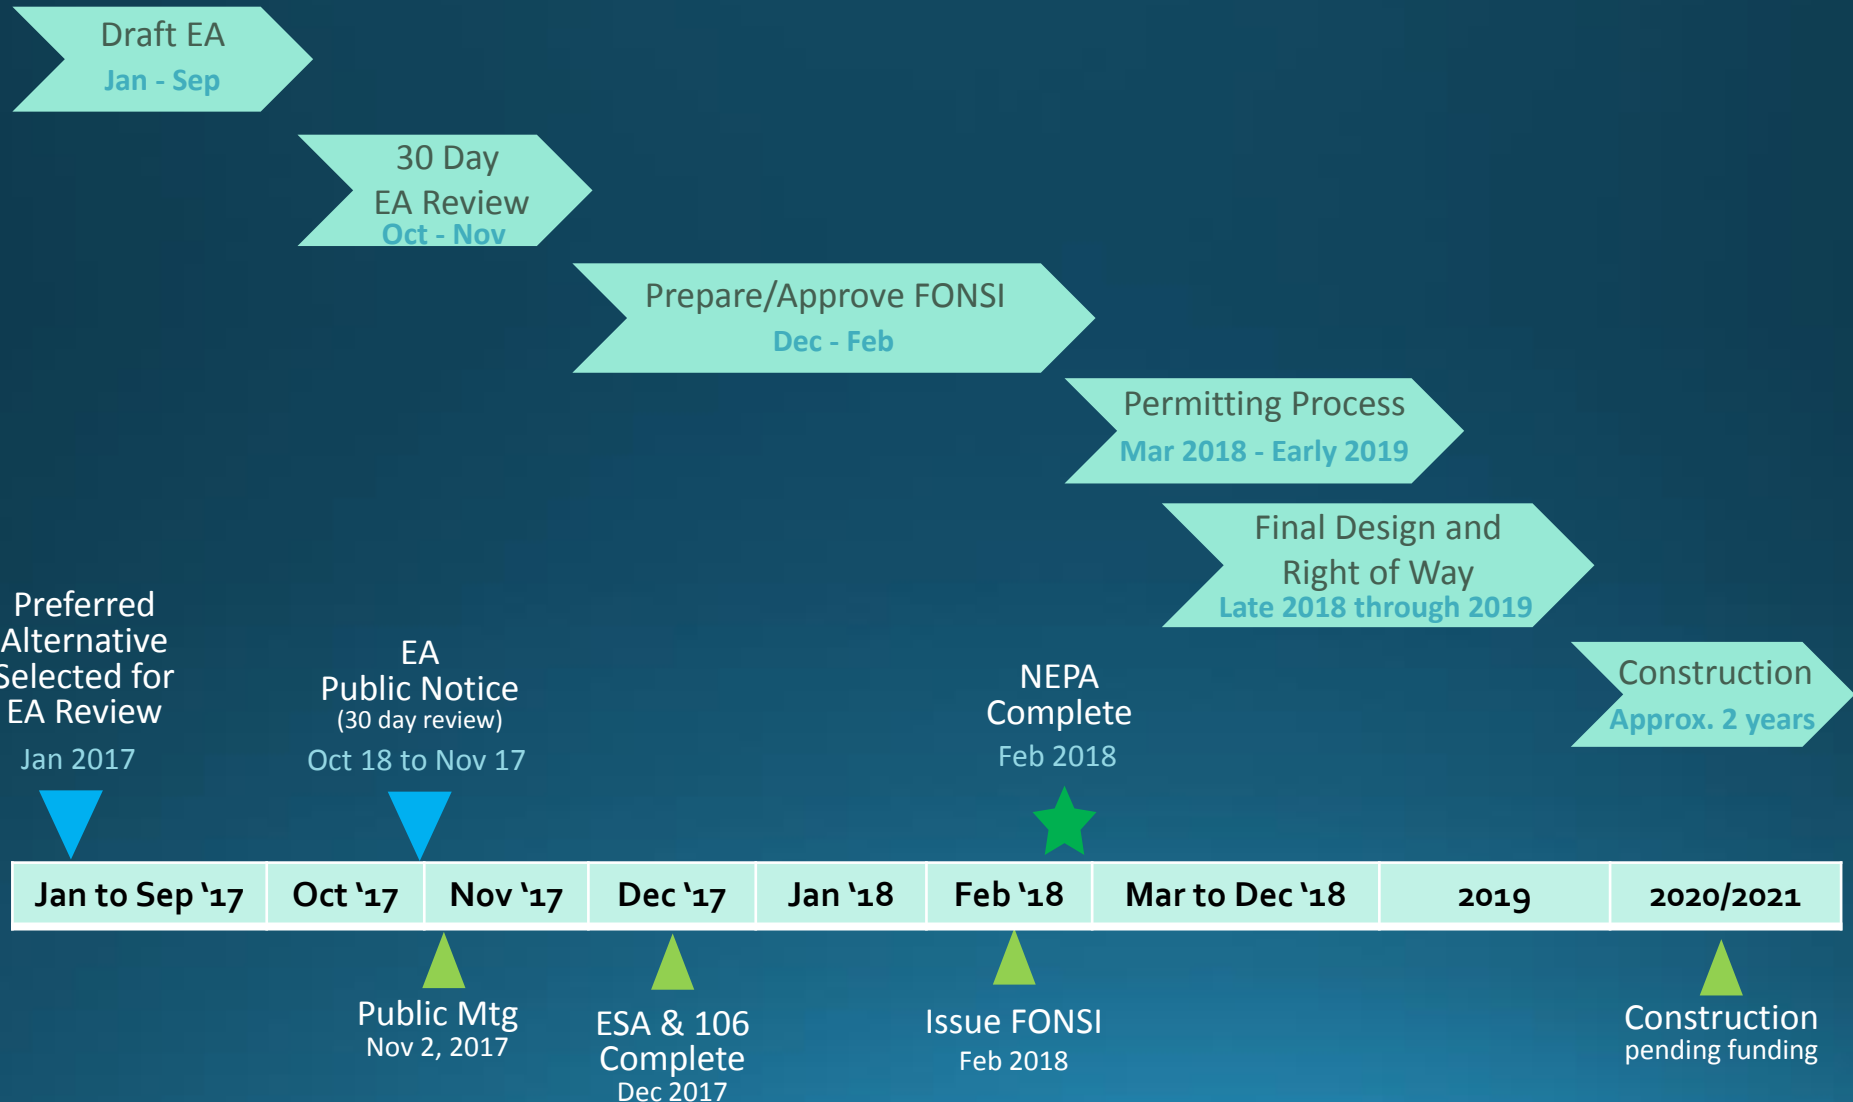 Draft EA
Jan - Sep
30 Day
EA Review
Oct - Nov
Prepare/Approve FONSI
Dec - Feb
Permitting Process
Mar 2018 - Early 2019
Final Design and
Right of Way
Late 2018 through 2019
Construction
Approx. 2 years
Preferred
Alternative
Selected for
EA Review
Jan 2017
EA
Public Notice
(30 day review)
Oct 18 to Nov 17
NEPA
Complete
Feb 2018
Jan to Sep ‘17 Oct ‘17 Nov ‘17 Dec ‘17 Jan ‘18 Feb ‘18 Mar to Dec ‘18 2019 2020/2021
Public Mtg
Nov 2, 2017
ESA & 106
Complete
Dec 2017
Issue FONSI
Feb 2018
Construction
pending funding